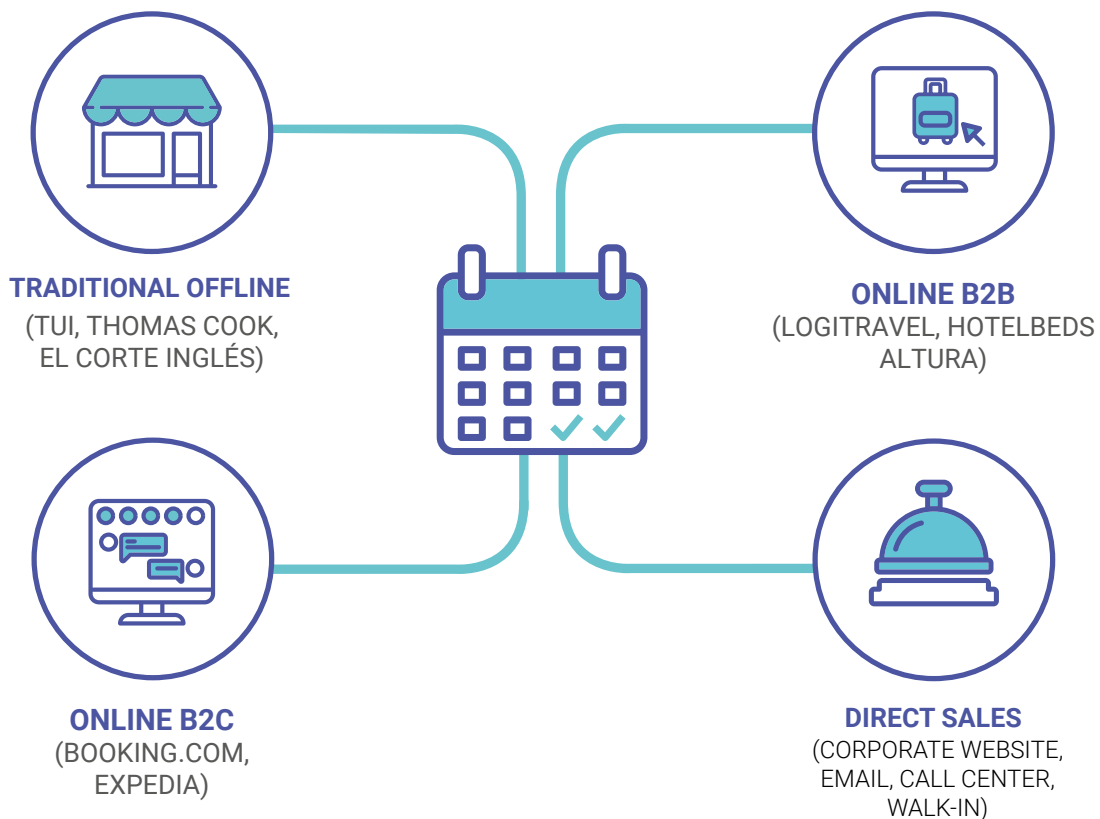 TRADITIONAL OFFLINE
(TUI, THOMAS COOK,
EL CORTE INGLÉS)
ONLINE B2B
(LOGITRAVEL, HOTELBEDS
ALTURA)
ONLINE B2C
(BOOKING.COM,
EXPEDIA)
DIRECT SALES
(CORPORATE WEBSITE,
EMAIL, CALL CENTER,
WALK-IN)